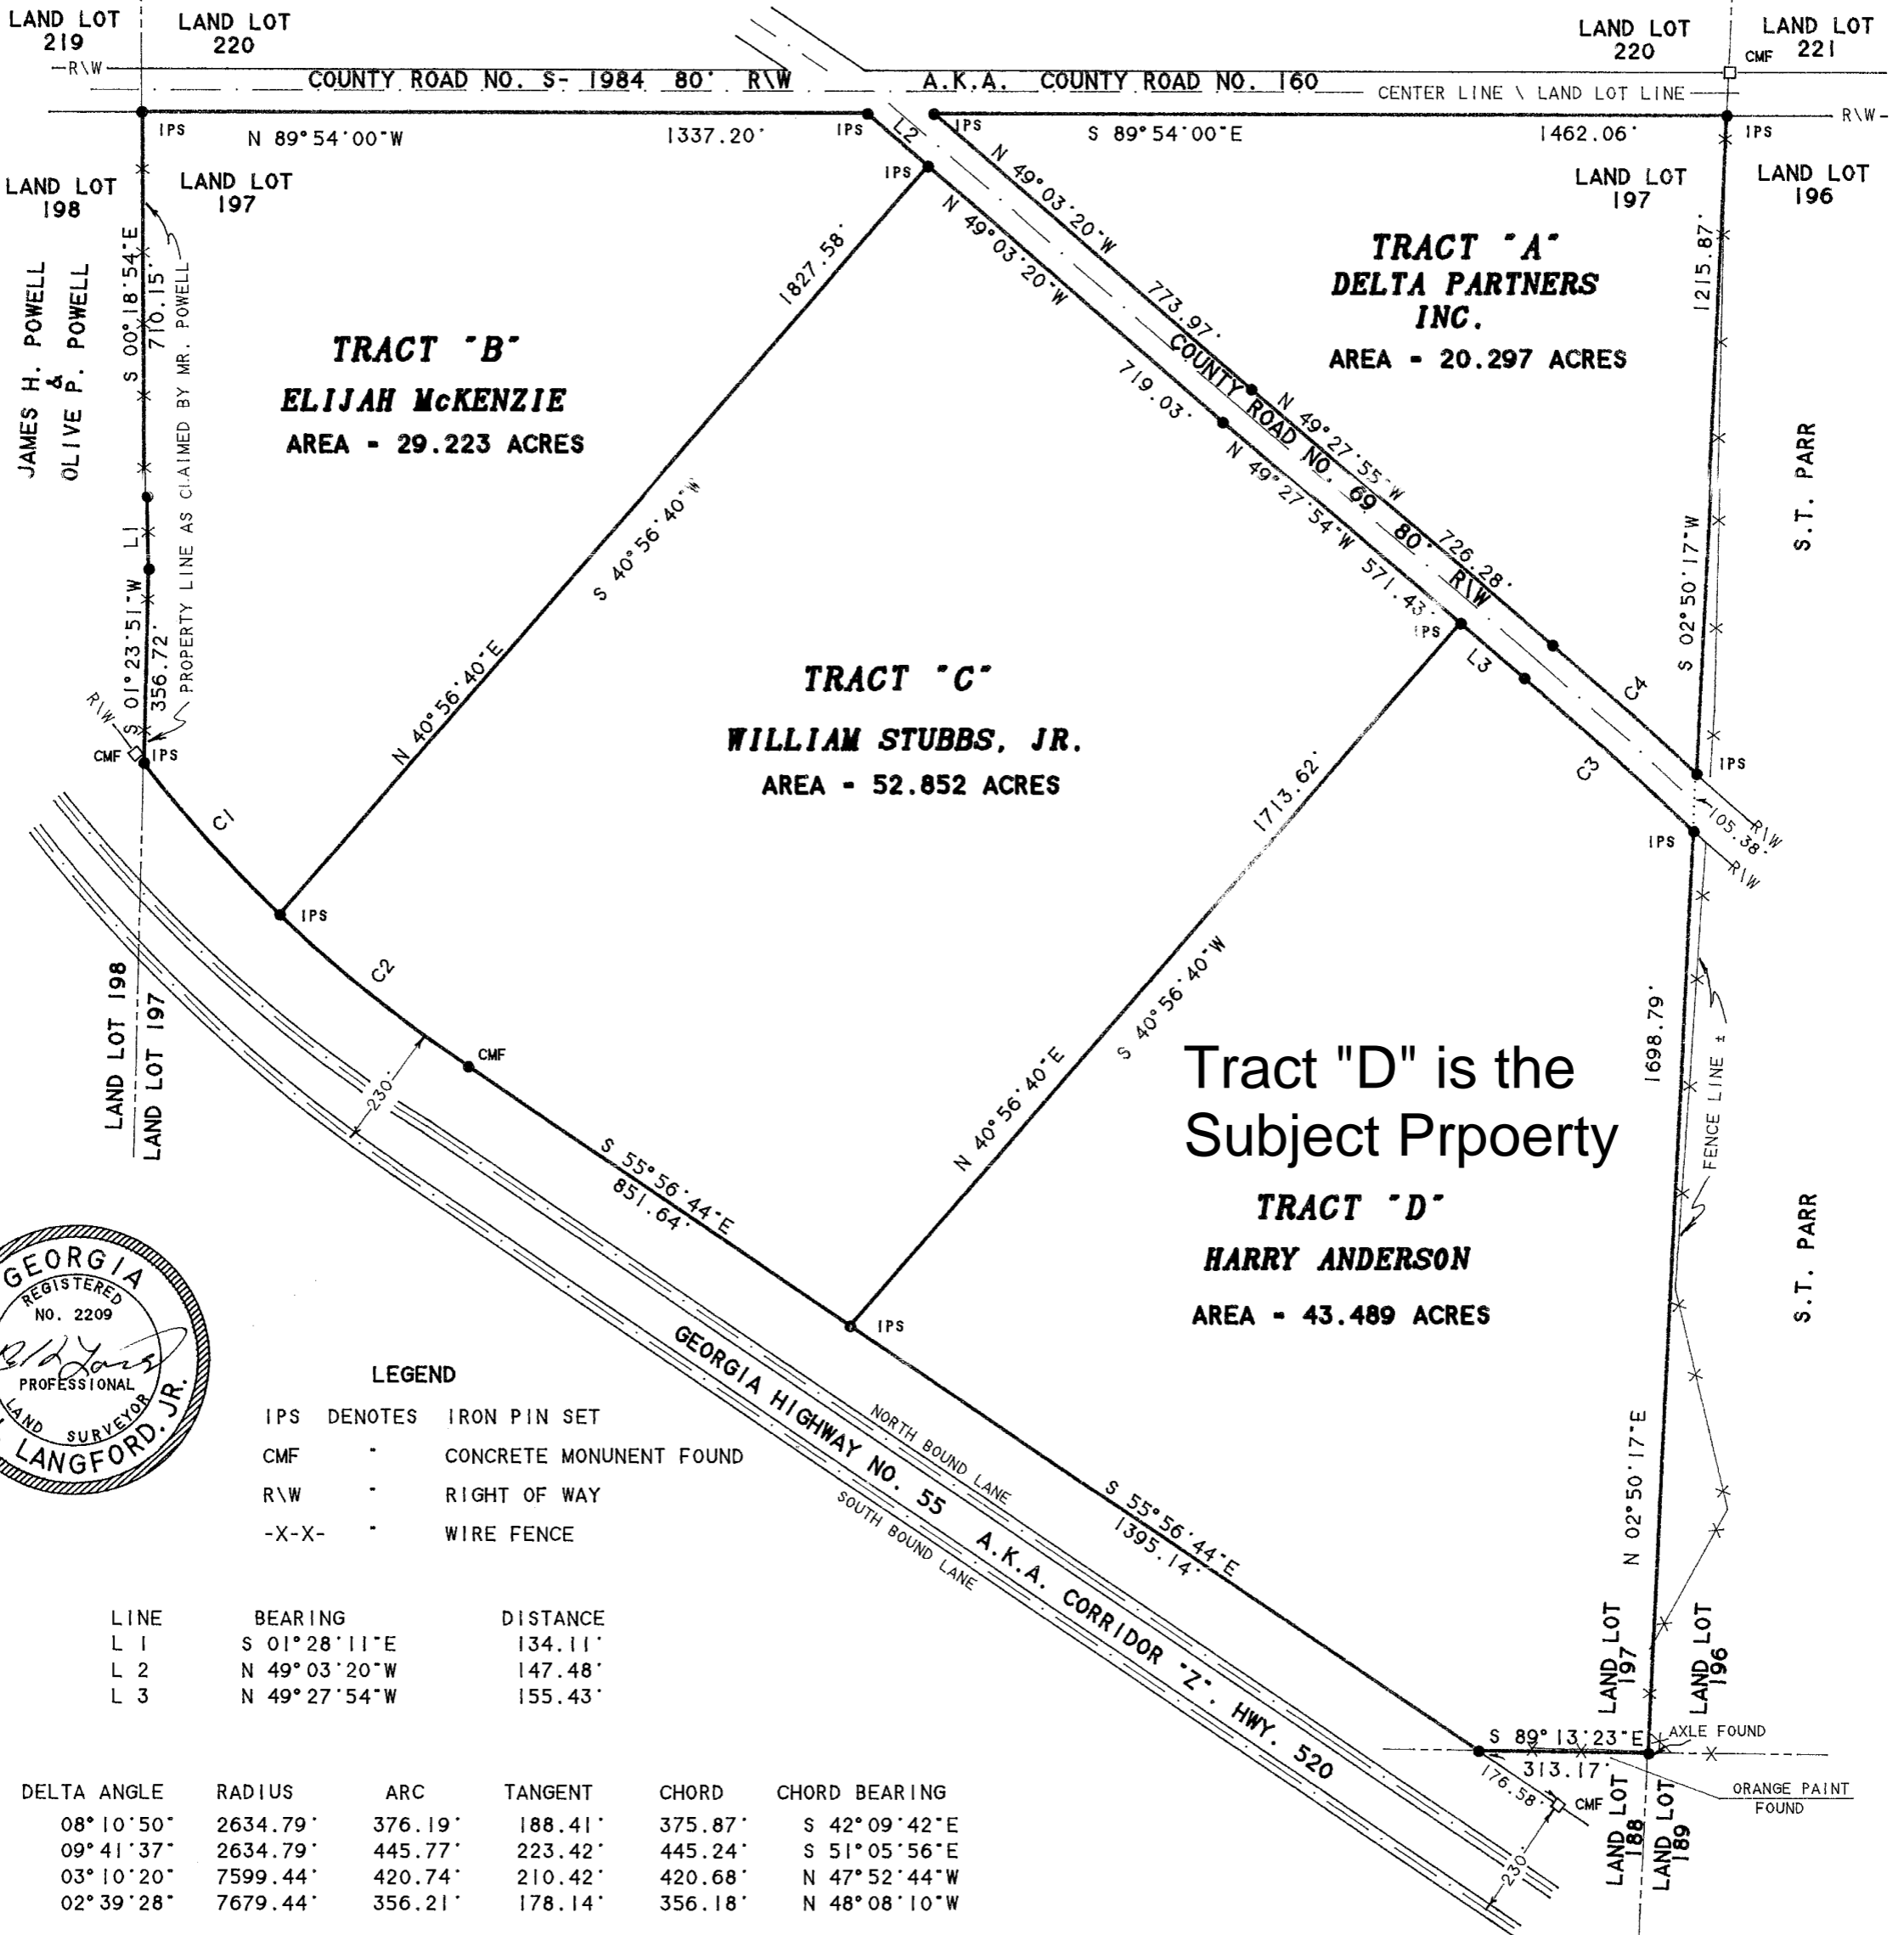 LAND LOT
219
LAND LOT
220
LAND LOT
220
LAND LOT
221
CMF
R\W
COUNTY ROAD NO. S- 1984 80' R\W
A.K.A. COUNTY ROAD NO. 160
CENTER LINE \ LAND LOT LINE
R\W
IPS
N 89°54'00"W
1337.20'
IPS
L2
IPS
S 89°54'00"E
1462.06'
IPS
LAND LOT
198
LAND LOT
197
IPS
LAND LOT
197
LAND LOT
196
JAMES H. POWELL
&
OLIVE P. POWELL
S 00°18'54"E
710.15'
PROPERTY LINE AS CLAIMED BY MR. POWELL
L1
S 01°23'51"W
356.72'
R\W
CMF
IPS
TRACT "B"
ELIJAH McKENZIE
AREA = 29.223 ACRES
1827.58'
S 40°56'40"W
N 40°56'40"E
N 49°03'20"W
773.97'
N 49°03'20"W
719.03'
COUNTY ROAD NO. 69 80' R\W
N 49°27'55"W
726.28'
N 49°27'54"W
571.43'
TRACT "A"
DELTA PARTNERS
INC.
AREA = 20.297 ACRES
1215.87'
S 02°50'17"W
S.T. PARR
IPS
L3
C4
C3
IPS
105.38'
R\W
R\W
IPS
TRACT "C"
WILLIAM STUBBS, JR.
AREA = 52.852 ACRES
1713.62'
S 40°56'40"W
N 40°56'40"E
C1
IPS
C2
CMF
230'
LAND LOT 198
LAND LOT 197
S 55°56'44"E
851.64'
IPS
Tract "D" is the
Subject Prpoerty
TRACT "D"
HARRY ANDERSON
AREA = 43.489 ACRES
1698.79'
FENCE LINE ±
N 02°50'17"E
S.T. PARR
GEORGIA
REGISTERED
NO. 2209
PROFESSIONAL
LAND SURVEYOR
LANGFORD, JR.
LEGEND
IPS DENOTES IRON PIN SET
CMF " CONCRETE MONUNENT FOUND
R\W " RIGHT OF WAY
-X-X- " WIRE FENCE
GEORGIA HIGHWAY NO. 55 A.K.A. CORRIDOR "Z". HWY. 520
NORTH BOUND LANE
SOUTH BOUND LANE
S 55°56'44"E
1395.14'
LAND LOT
197
LAND LOT
196
S 89°13'23"E
313.17'
AXLE FOUND
176.58'
CMF
ORANGE PAINT
FOUND
LAND LOT
188
LAND LOT
189
230'
LINE BEARING DISTANCE
L 1 S 01°28'11"E 134.11'
L 2 N 49°03'20"W 147.48'
L 3 N 49°27'54"W 155.43'
DELTA ANGLE RADIUS ARC TANGENT CHORD CHORD BEARING
08°10'50" 2634.79' 376.19' 188.41' 375.87' S 42°09'42"E
09°41'37" 2634.79' 445.77' 223.42' 445.24' S 51°05'56"E
03°10'20" 7599.44' 420.74' 210.42' 420.68' N 47°52'44"W
02°39'28" 7679.44' 356.21' 178.14' 356.18' N 48°08'10"W